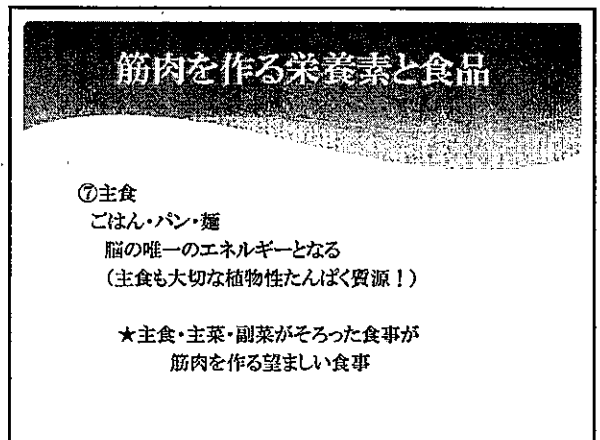 筋肉を作る栄養素と食品
⑦主食
ごはん・パン・麺
脳の唯一のエネルギーとなる
(主食も大切な植物性たんぱく質源！)
★主食・主菜・副菜がそろった食事が
筋肉を作る望ましい食事